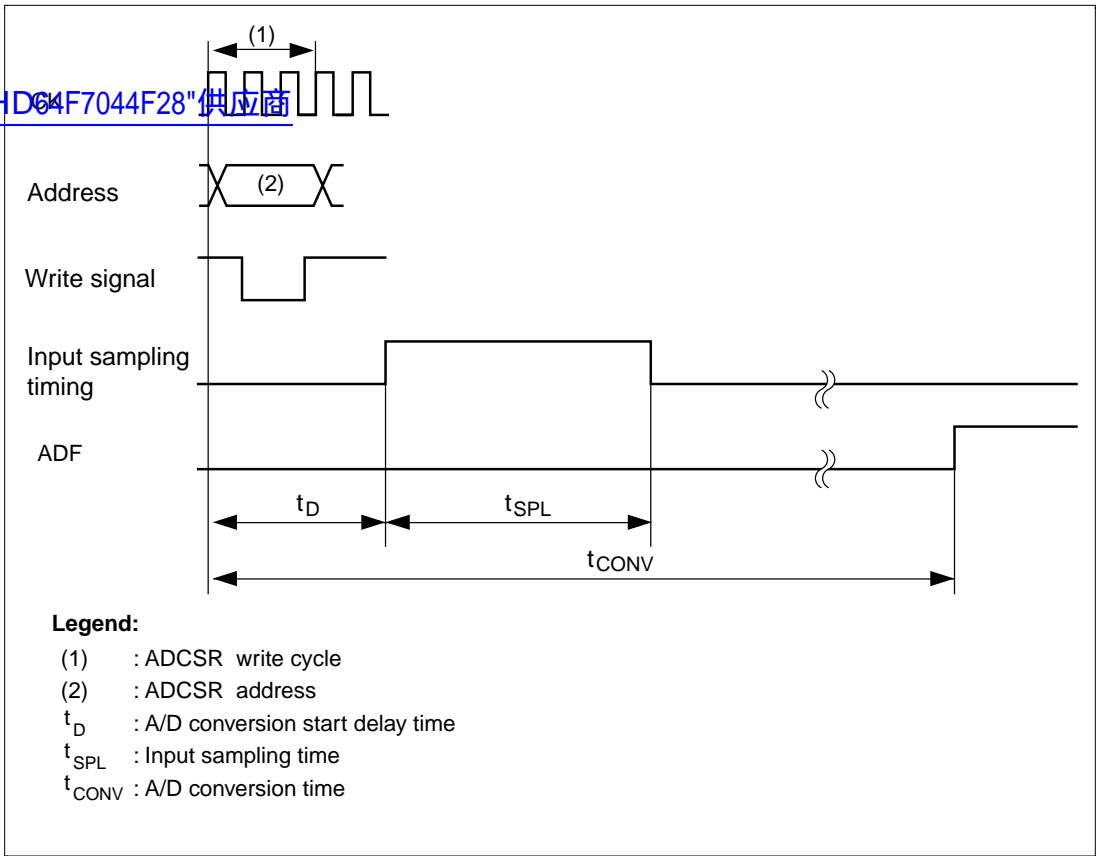 (1)
CK
HD64F7044F28"供应商
Address
(2)
Write signal
Input sampling
timing
ADF
tD
tSPL
tCONV
Legend:
(1) : ADCSR write cycle
(2) : ADCSR address
tD : A/D conversion start delay time
tSPL : Input sampling time
tCONV : A/D conversion time